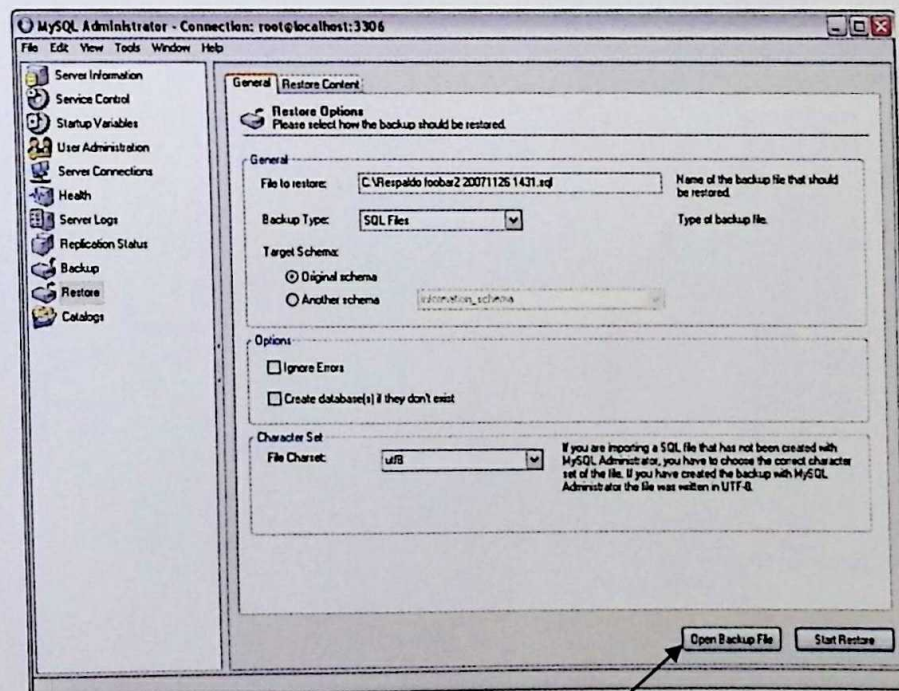 MySQL Administrator - Connection: root@localhost:3306
File Edit View Tools Window Help
Server Information
Service Control
Startup Variables
User Administration
Server Connections
Health
Server Logs
Replication Status
Backup
Restore
Catalogs
General Restore Content
Restore Options
Please select how the backup should be restored.
General
File to restore: C:\Respaldo foobar2 20071126 1431.sql Name of the backup file that should
be restored.
Backup Type: SQL Files Type of backup file.
Target Schema:
Original schema
Another schema information_schema
Options
Ignore Errors
Create database(s) if they don't exist
Character Set
File Charset: utf8 If you are importing a SQL file that has not been created with
MySQL Administrator, you have to choose the correct character
set of the file. If you have created the backup with MySQL
Administrator the file was written in UTF-8.
Open Backup File Start Restore